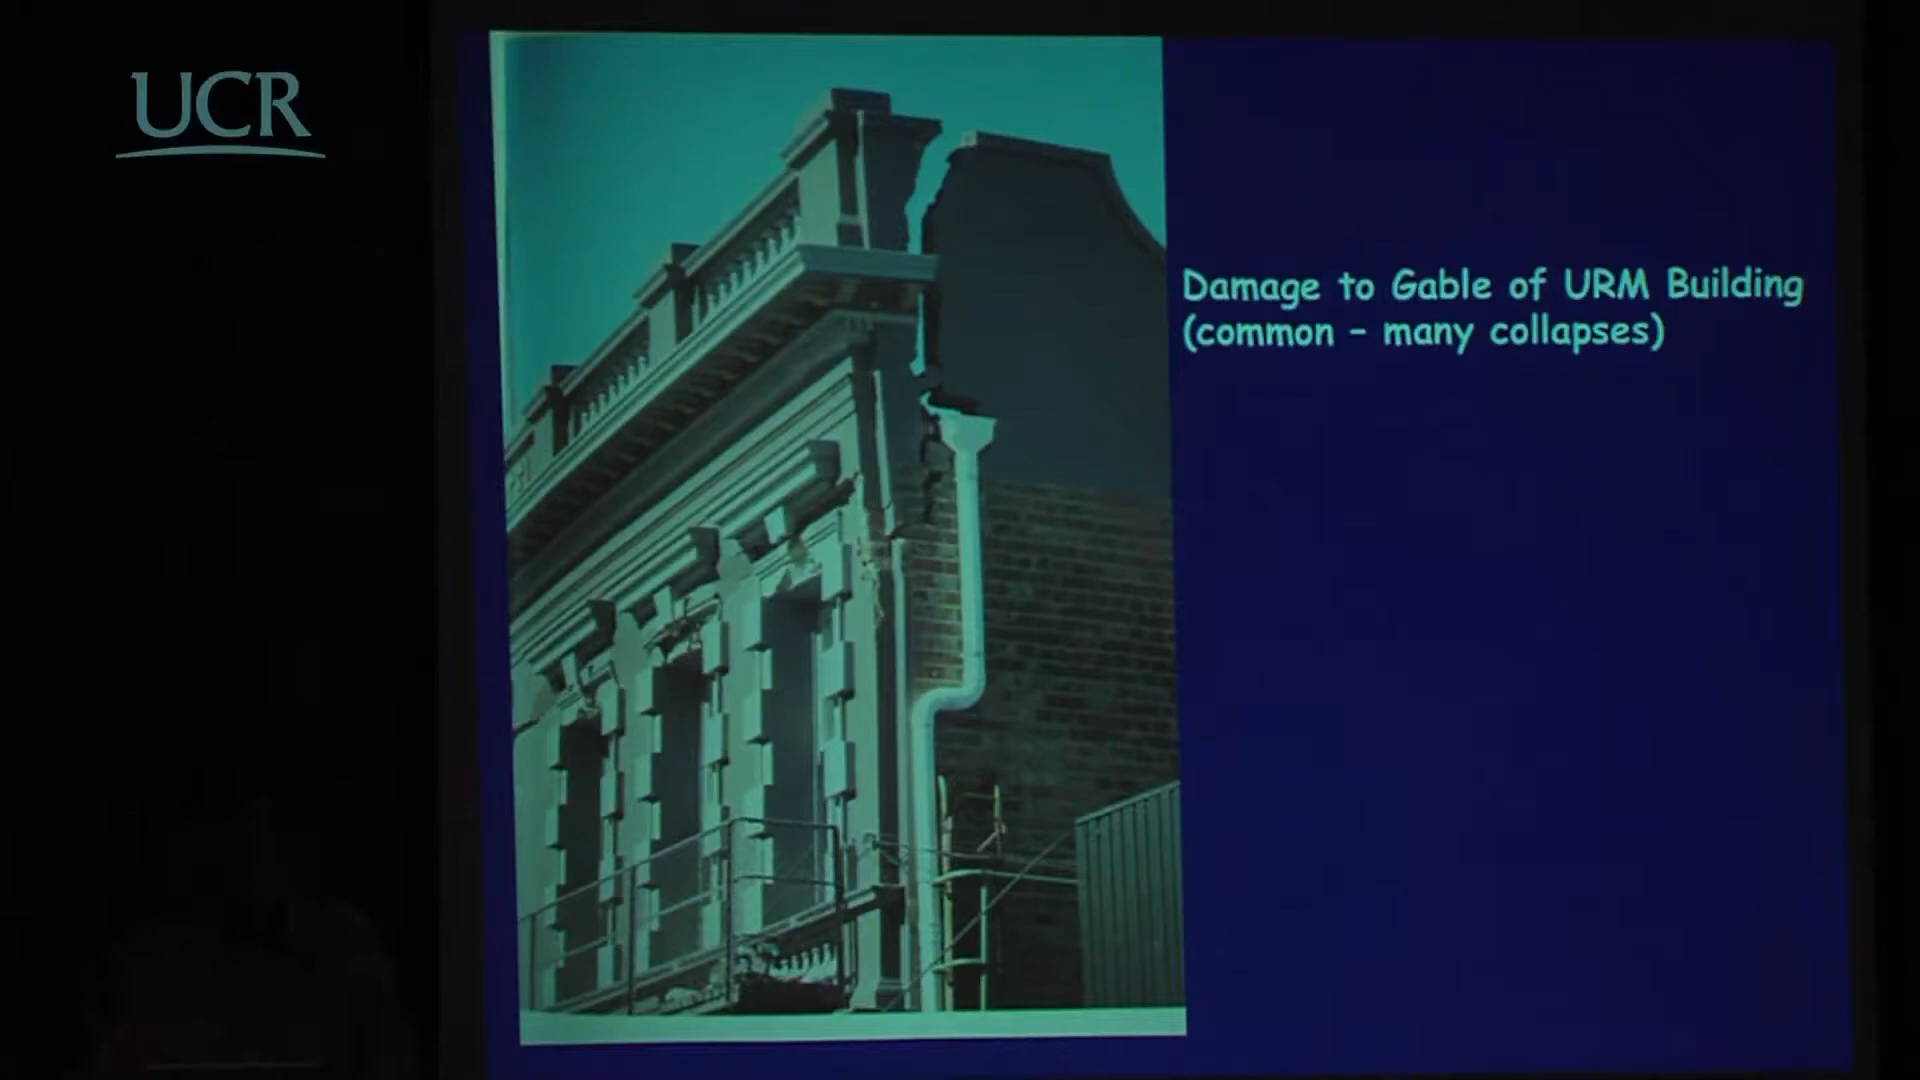 UCR
Damage to Gable of URM Building
(common – many collapses)